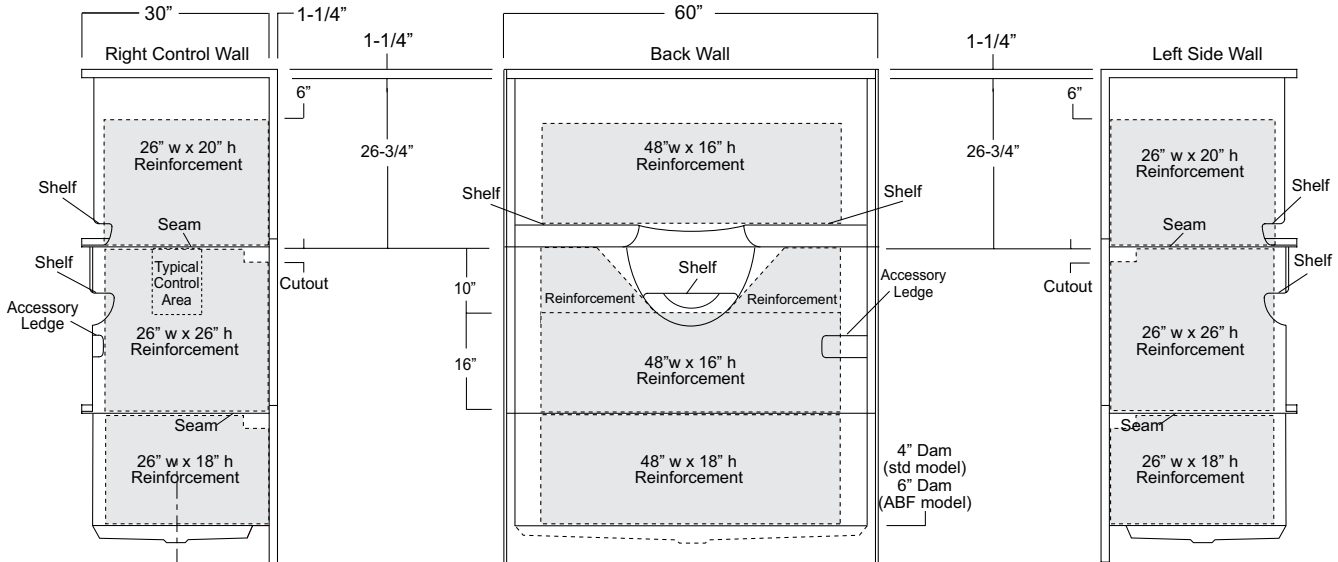 30”
1-1/4”
60”
1-1/4”
1-1/4”
Right Control Wall
Back Wall
Left Side Wall
6”
6”
26” w x 20” h
Reinforcement
26-3/4”
48”w x 16” h
Reinforcement
26-3/4”
26” w x 20” h
Reinforcement
Shelf
Shelf
Shelf
Shelf
Seam
Seam
Shelf
Typical
Control
Area
Cutout
Shelf
Accessory
Ledge
Cutout
Shelf
10”
Reinforcement
Reinforcement
Accessory
Ledge
26” w x 26” h
Reinforcement
16”
48”w x 16” h
Reinforcement
26” w x 26” h
Reinforcement
Seam
Seam
26” w x 18” h
Reinforcement
48”w x 18” h
Reinforcement
4” Dam
(std model)
6” Dam
(ABF model)
26” w x 18” h
Reinforcement